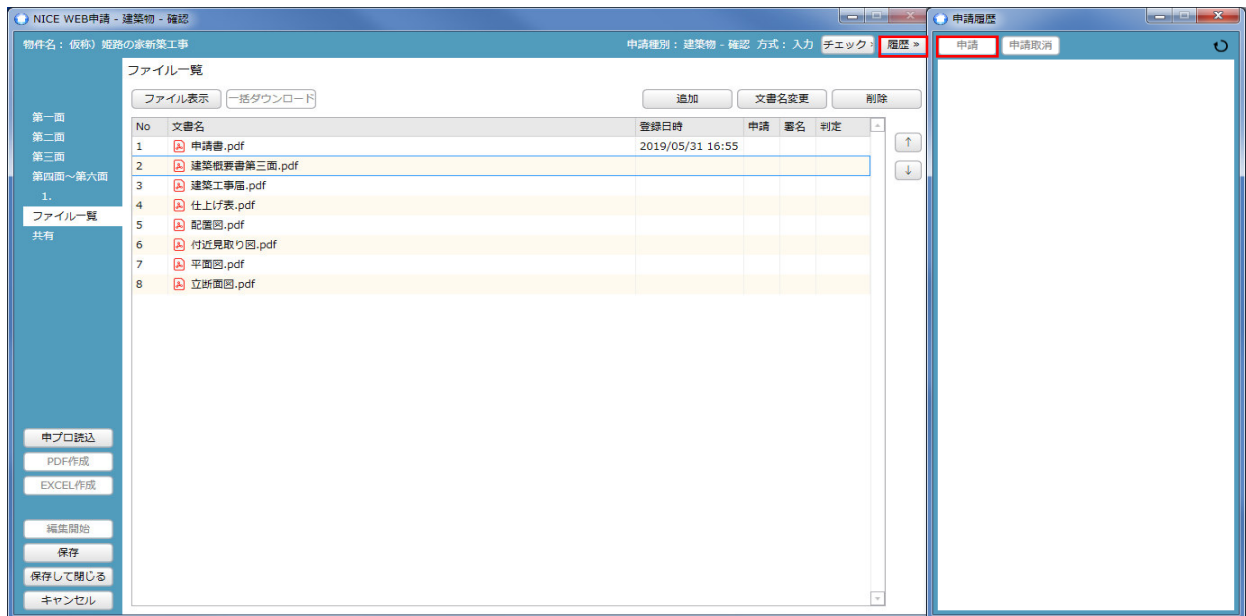 NICE WEB申請 - 建築物 - 確認
物件名： 仮称）姫路の家新築工事
申請種別： 建築物 - 確認 方式： 入力
チェック
履歴 »
第一面
第二面
第三面
第四面～第六面
1.
ファイル一覧
共有
申プロ読込
PDF作成
EXCEL作成
編集開始
保存
保存して閉じる
キャンセル
ファイル一覧
ファイル表示 一括ダウンロード 追加 文書名変更 削除
No 文書名 登録日時 申請 署名 判定
1 申請書.pdf 2019/05/31 16:55
2 建築概要書第三面.pdf
3 建築工事届.pdf
4 仕上げ表.pdf
5 配置図.pdf
6 付近見取り図.pdf
7 平面図.pdf
8 立断面図.pdf
↑
↓
申請履歴
申請 申請取消